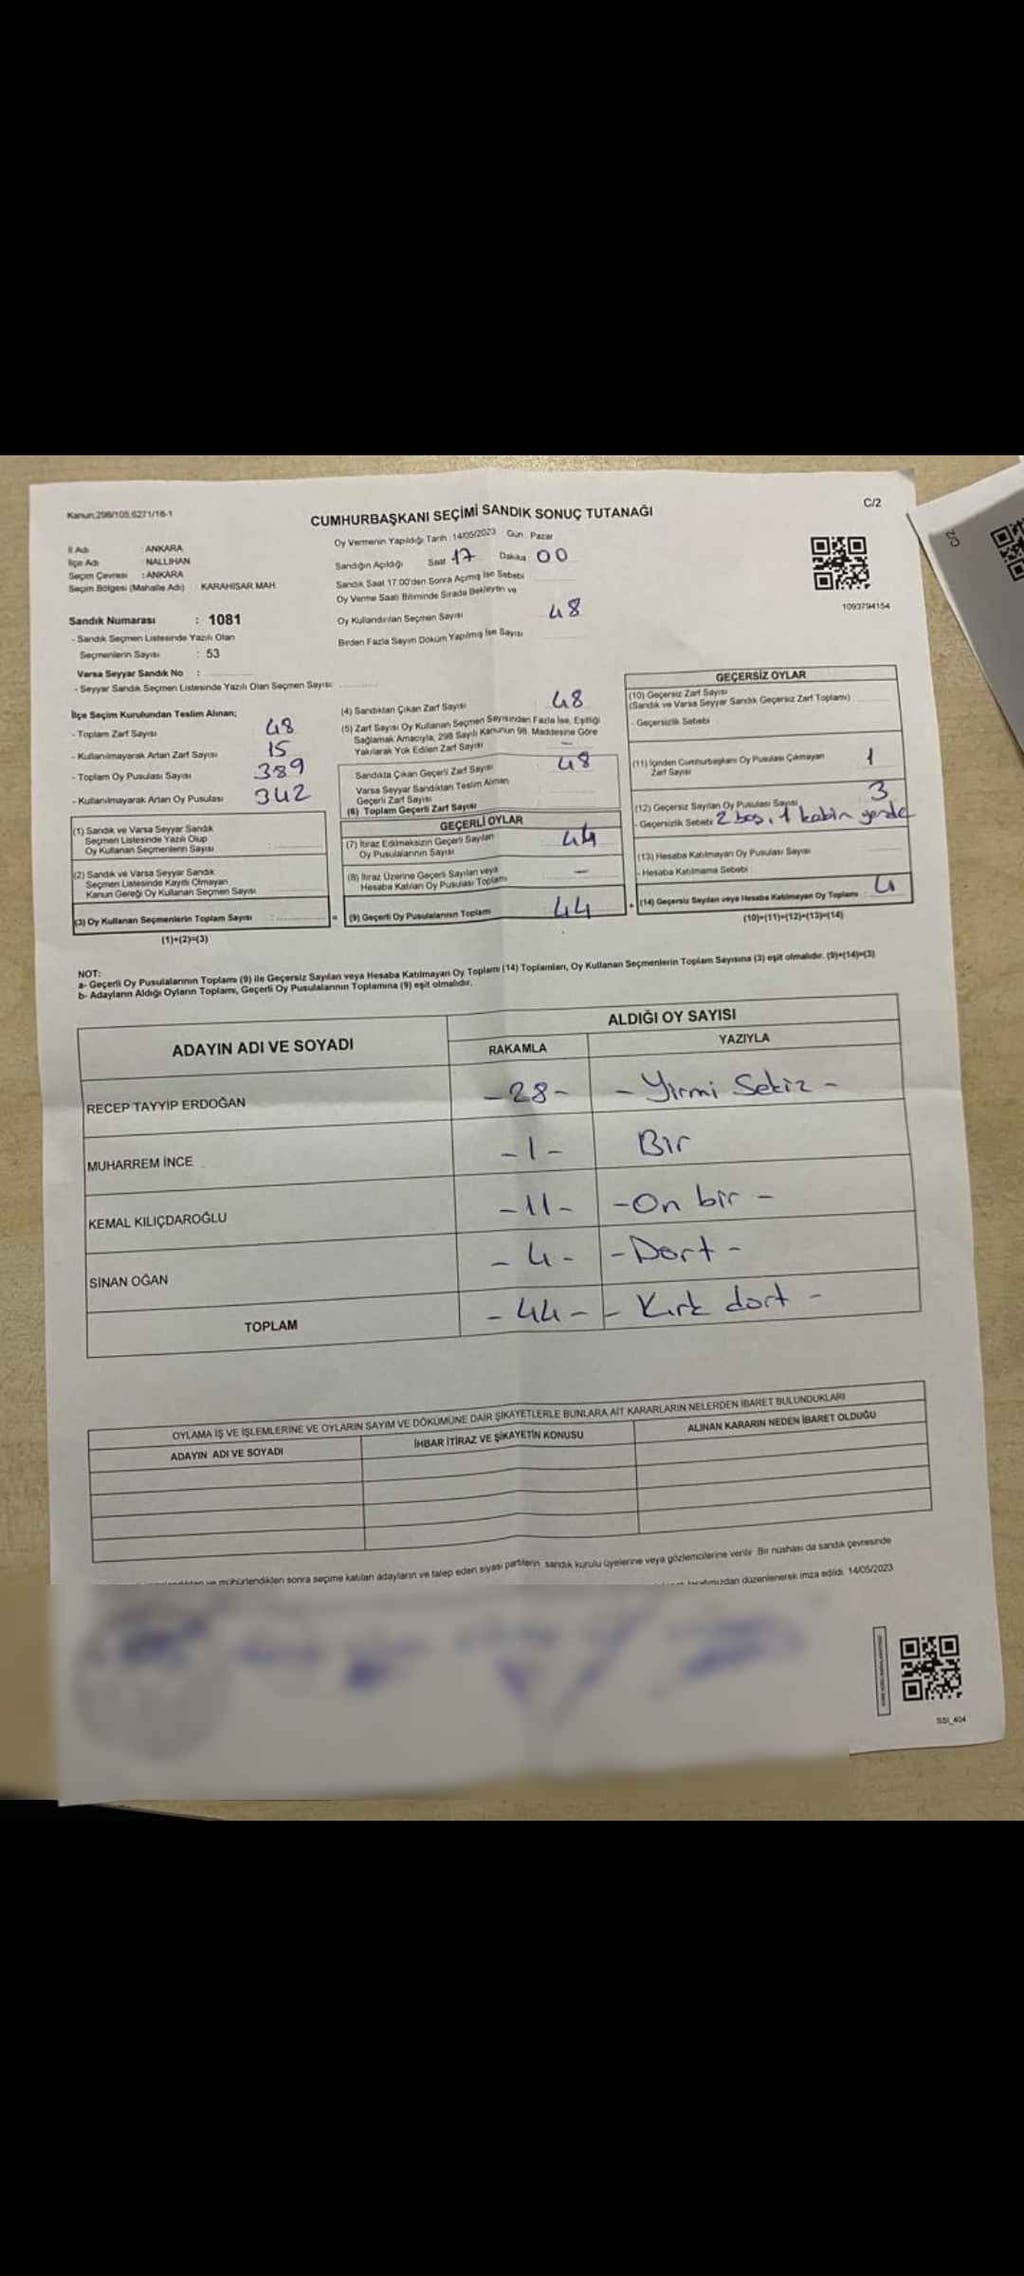 Kanun:298/105,6271/16-1
C/2
CUMHURBAŞKANI SEÇİMİ SANDIK SONUÇ TUTANAĞI
İl Adı : ANKARA
İlçe Adı : NALLIHAN
Seçim Çevresi : ANKARA
Seçim Bölgesi (Mahalle Adı) KARAHİSAR MAH.
Oy Vermenin Yapıldığı Tarih : 14/05/2023 Gün : Pazar
Sandığın Açıldığı Saat 17 Dakika : 00
Sandık Saat 17.00'den Sonra Açılmış İse Sebebi
Oy Verme Saati Bitiminde Sırada Bekleyen ve
Oy Kullandırılan Seçmen Sayısı 48
Birden Fazla Sayım Döküm Yapılmış İse Sayısı
1093794154
Sandık Numarası : 1081
- Sandık Seçmen Listesinde Yazılı Olan
Seçmenlerin Sayısı : 53
Varsa Seyyar Sandık No :
- Seyyar Sandık Seçmen Listesinde Yazılı Olan Seçmen Sayısı:
İlçe Seçim Kurulundan Teslim Alınan;
- Toplam Zarf Sayısı 48
- Kullanılmayarak Artan Zarf Sayısı 15
- Toplam Oy Pusulası Sayısı 389
- Kullanılmayarak Artan Oy Pusulası 342
(1) Sandık ve Varsa Seyyar Sandık
Seçmen Listesinde Yazılı Olup
Oy Kullanan Seçmenlerin Sayısı :
(2) Sandık ve Varsa Seyyar Sandık
Seçmen Listesinde Kayıtlı Olmayan
Kanun Gereği Oy Kullanan Seçmen Sayısı
(3) Oy Kullanan Seçmenlerin Toplam Sayısı :
(1)+(2)=(3)
(4) Sandıktan Çıkan Zarf Sayısı 48
(5) Zarf Sayısı Oy Kullanan Seçmen Sayısından Fazla İse, Eşitliği
Sağlamak Amacıyla, 298 Sayılı Kanunun 98. Maddesine Göre
Yakılarak Yok Edilen Zarf Sayısı —
Sandıkta Çıkan Geçerli Zarf Sayısı 48
Varsa Seyyar Sandıktan Teslim Alınan
Geçerli Zarf Sayısı
(6) Toplam Geçerli Zarf Sayısı
GEÇERLİ OYLAR
(7) İtiraz Edilmeksizin Geçerli Sayılan
Oy Pusulalarının Sayısı 44
(8) İtiraz Üzerine Geçerli Sayılan veya
Hesaba Katılan Oy Pusulası Toplamı —
= (9) Geçerli Oy Pusulalarının Toplamı 44
GEÇERSİZ OYLAR
(10) Geçersiz Zarf Sayısı
(Sandık ve Varsa Seyyar Sandık Geçersiz Zarf Toplamı)
- Geçersizlik Sebebi
(11) İçinden Cumhurbaşkanı Oy Pusulası Çıkmayan
Zarf Sayısı 1
(12) Geçersiz Sayılan Oy Pusulası Sayısı 3
- Geçersizlik Sebebi 2 boş, 1 kabin
(13) Hesaba Katılmayan Oy Pusulası Sayısı
- Hesaba Katılmama Sebebi
+ (14) Geçersiz Sayılan veya Hesaba Katılmayan Oy Toplamı : 4
(10)+(11)+(12)+(13)=(14)
NOT:
a- Geçerli Oy Pusulalarının Toplamı (9) ile Geçersiz Sayılan veya Hesaba Katılmayan Oy Toplamı (14) Toplamları, Oy Kullanan Seçmenlerin Toplam Sayısına (3) eşit olmalıdır. (9)+(14)=(3)
b- Adayların Aldığı Oyların Toplamı, Geçerli Oy Pusulalarının Toplamına (9) eşit olmalıdır.
ADAYIN ADI VE SOYADI
ALDIĞI OY SAYISI
RAKAMLA YAZIYLA
RECEP TAYYİP ERDOĞAN -28- - Yirmi Sekiz -
MUHARREM İNCE -1- Bir
KEMAL KILIÇDAROĞLU -11- -On bir -
SİNAN OĞAN - 4 - -Dort -
TOPLAM - 44 - - Kırk dort -
OYLAMA İŞ VE İŞLEMLERİNE VE OYLARIN SAYIM VE DÖKÜMÜNE DAİR ŞİKAYETLERLE BUNLARA AİT KARARLARIN NELERDEN İBARET BULUNDUKLARI
ADAYIN ADI VE SOYADI İHBAR İTİRAZ VE ŞİKAYETİN KONUSU ALINAN KARARIN NEDEN İBARET OLDUĞU
ve mühürlendikten sonra seçime katılan adayların ve talep eden siyasi partilerin sandık kurulu üyelerine veya gözlemcilerine verilir. Bir nüshası da sandık çevresinde
tarafımızdan düzenlenerek imza edildi. 14/05/2023
SSI_404
C/2